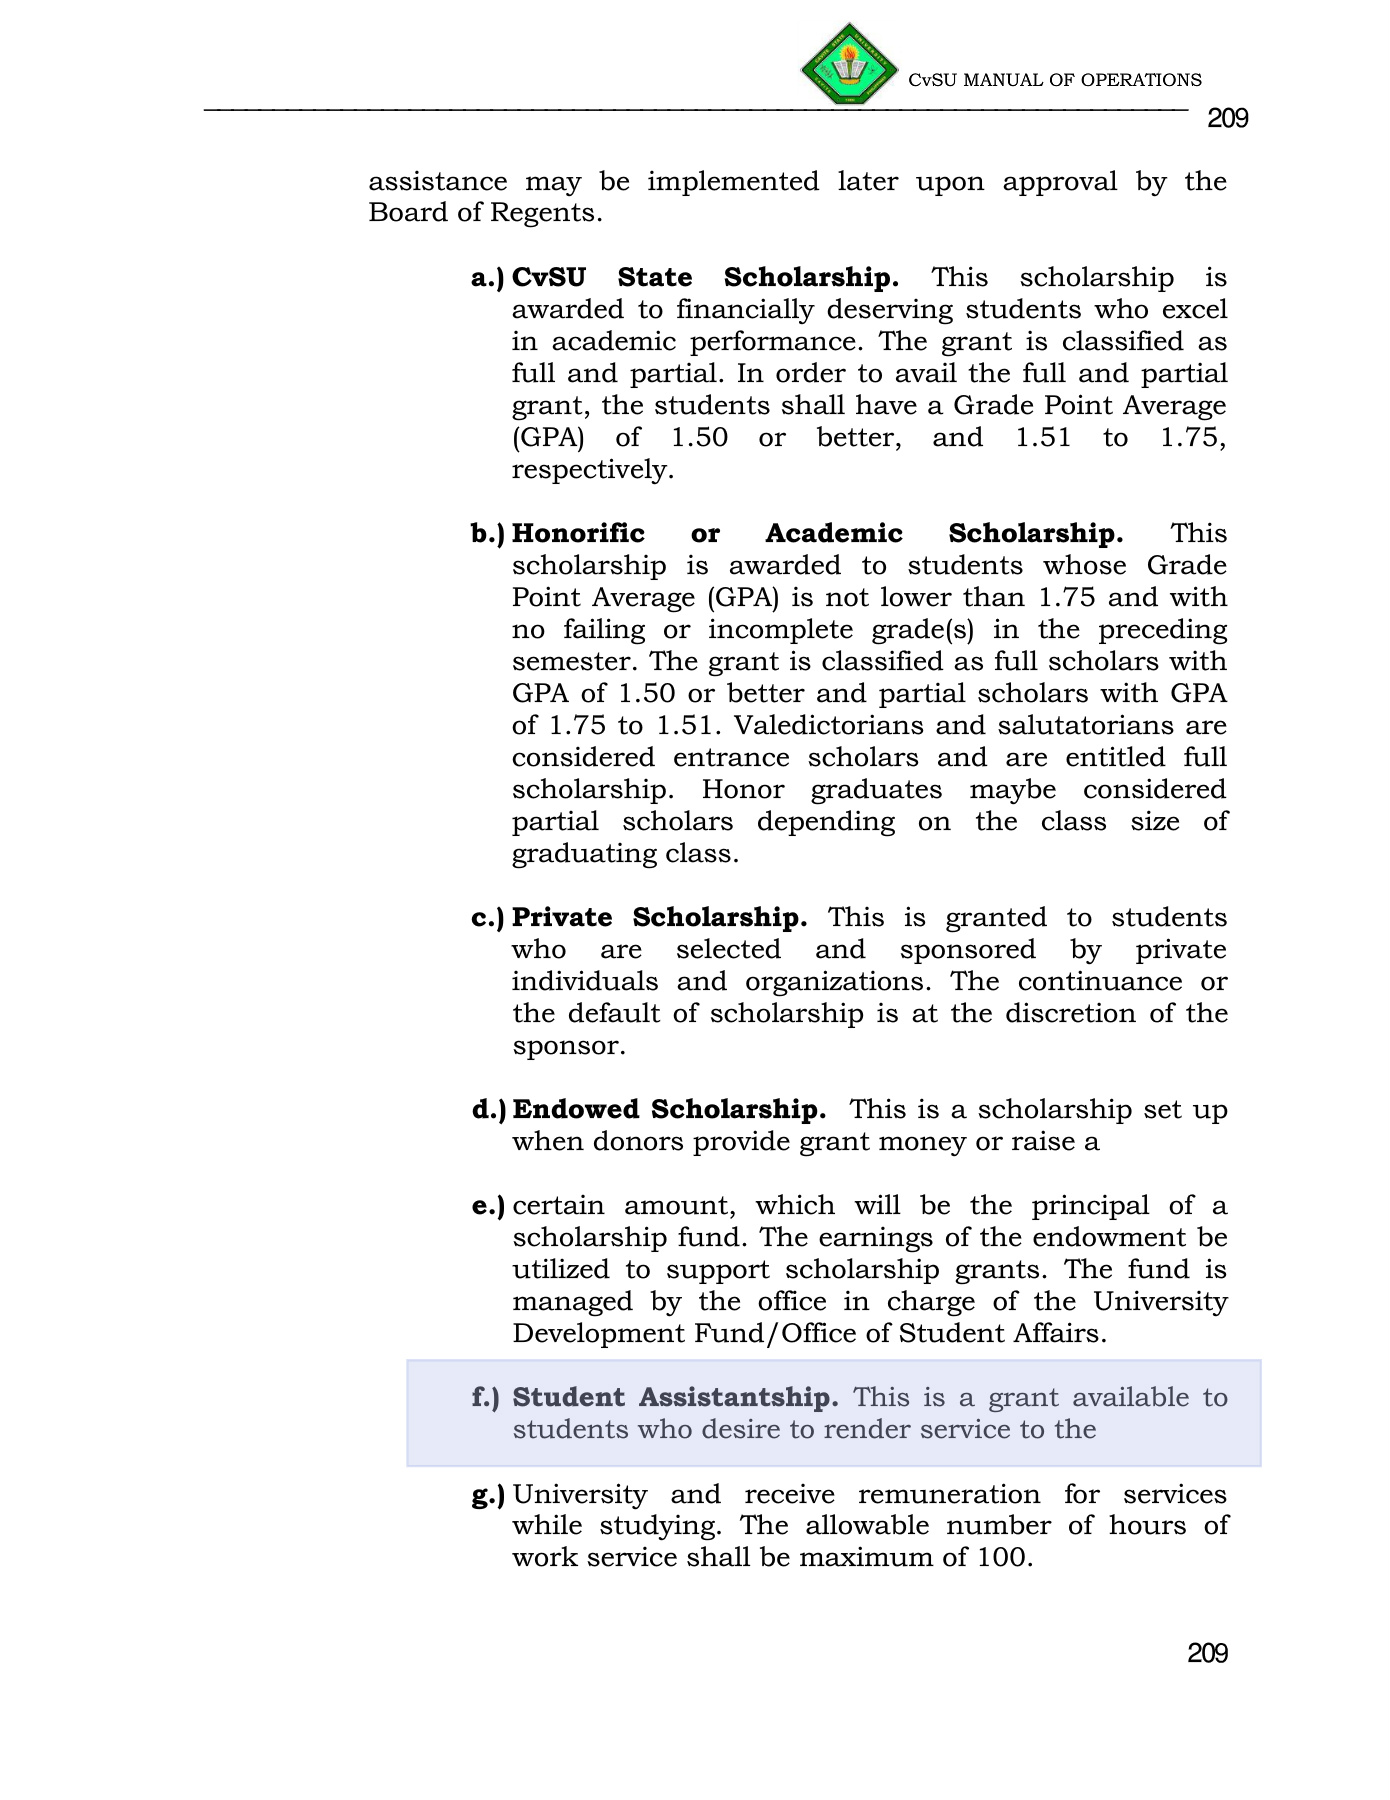 CvSU MANUAL OF OPERATIONS
209
assistance may be implemented later upon approval by the
Board of Regents.
a.) CvSU State Scholarship. This scholarship is
awarded to financially deserving students who excel
in academic performance. The grant is classified as
full and partial. In order to avail the full and partial
grant, the students shall have a Grade Point Average
(GPA) of 1.50 or better, and 1.51 to 1.75,
respectively.
b.) Honorific or Academic Scholarship. This
scholarship is awarded to students whose Grade
Point Average (GPA) is not lower than 1.75 and with
no failing or incomplete grade(s) in the preceding
semester. The grant is classified as full scholars with
GPA of 1.50 or better and partial scholars with GPA
of 1.75 to 1.51. Valedictorians and salutatorians are
considered entrance scholars and are entitled full
scholarship. Honor graduates maybe considered
partial scholars depending on the class size of
graduating class.
c.) Private Scholarship. This is granted to students
who are selected and sponsored by private
individuals and organizations. The continuance or
the default of scholarship is at the discretion of the
sponsor.
d.) Endowed Scholarship. This is a scholarship set up
when donors provide grant money or raise a
e.) certain amount, which will be the principal of a
scholarship fund. The earnings of the endowment be
utilized to support scholarship grants. The fund is
managed by the office in charge of the University
Development Fund/Office of Student Affairs.
f.) Student Assistantship. This is a grant available to
students who desire to render service to the
g.) University and receive remuneration for services
while studying. The allowable number of hours of
work service shall be maximum of 100.
209